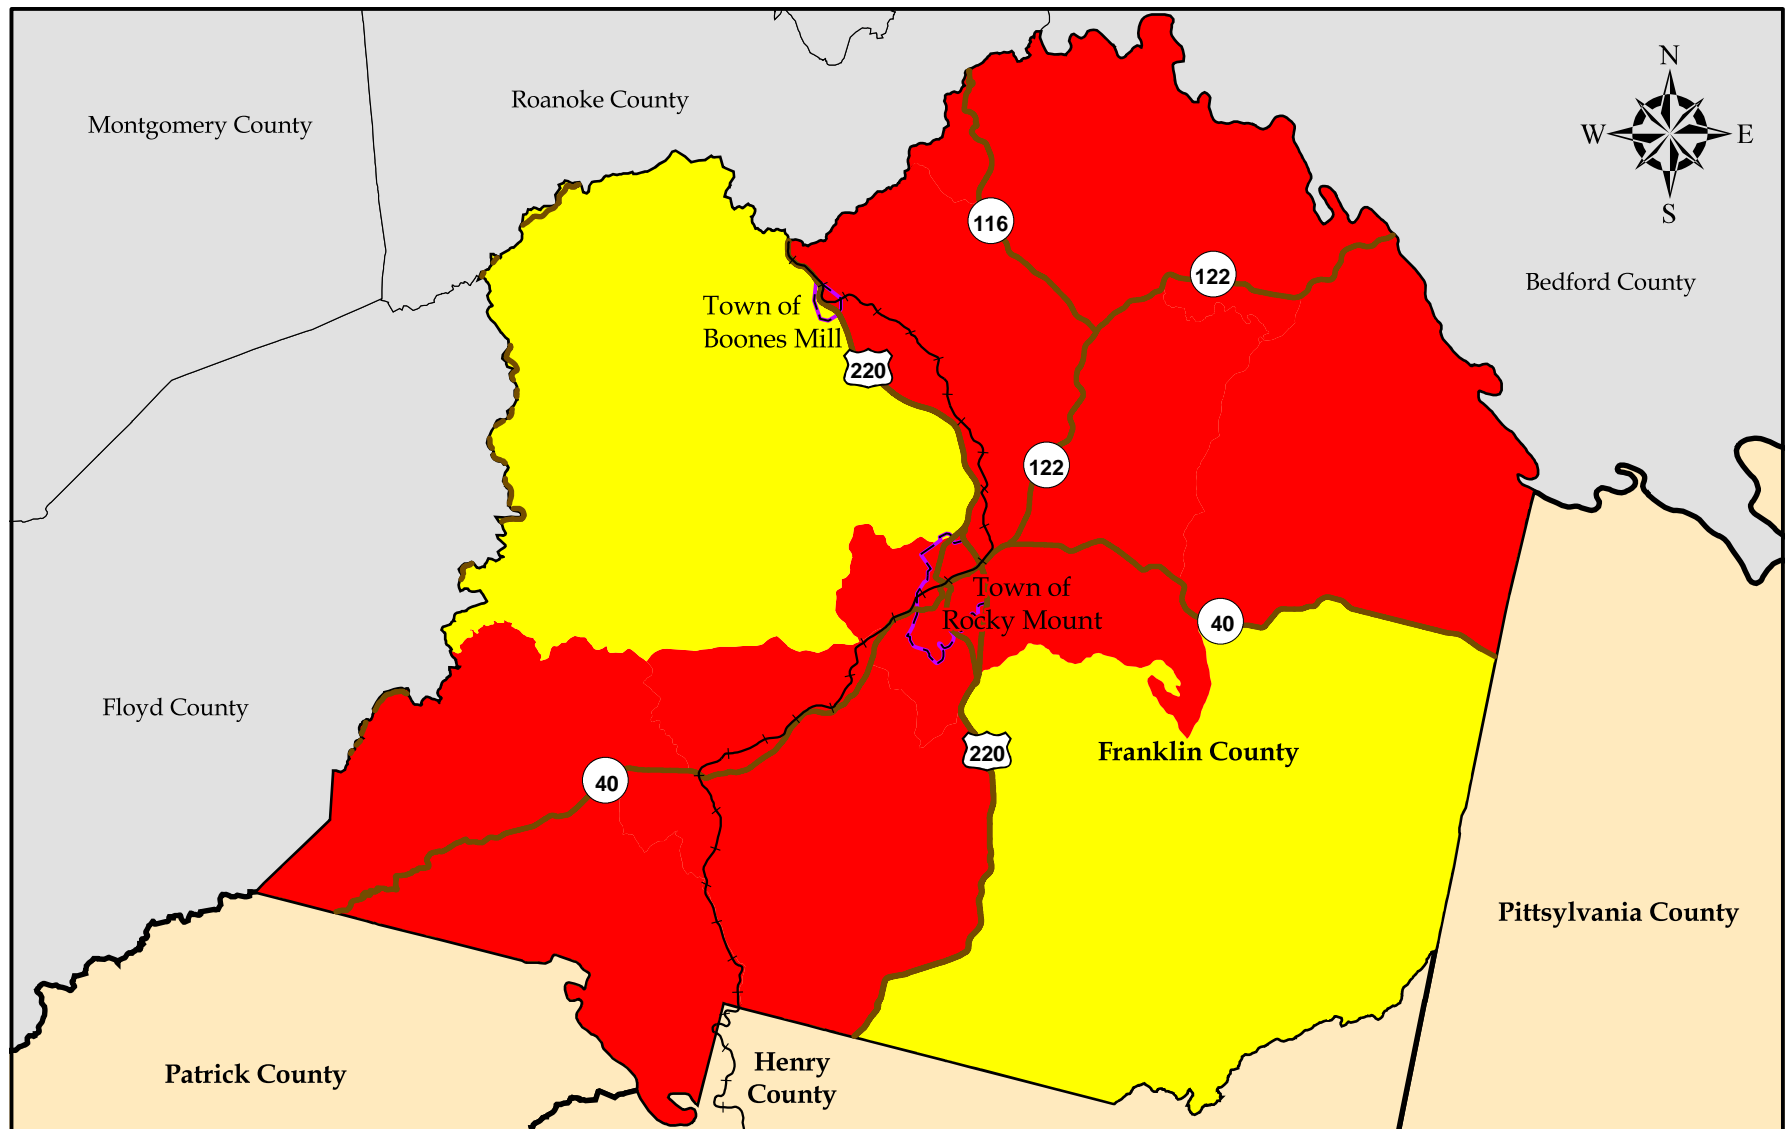 N
Roanoke County
Montgomery County
W
E
S
116
122
Bedford County
Town of
Boones Mill
220
122
Town of
Rocky Mount
40
Floyd County
Franklin County
220
40
Pittsylvania County
Patrick County
Henry
County